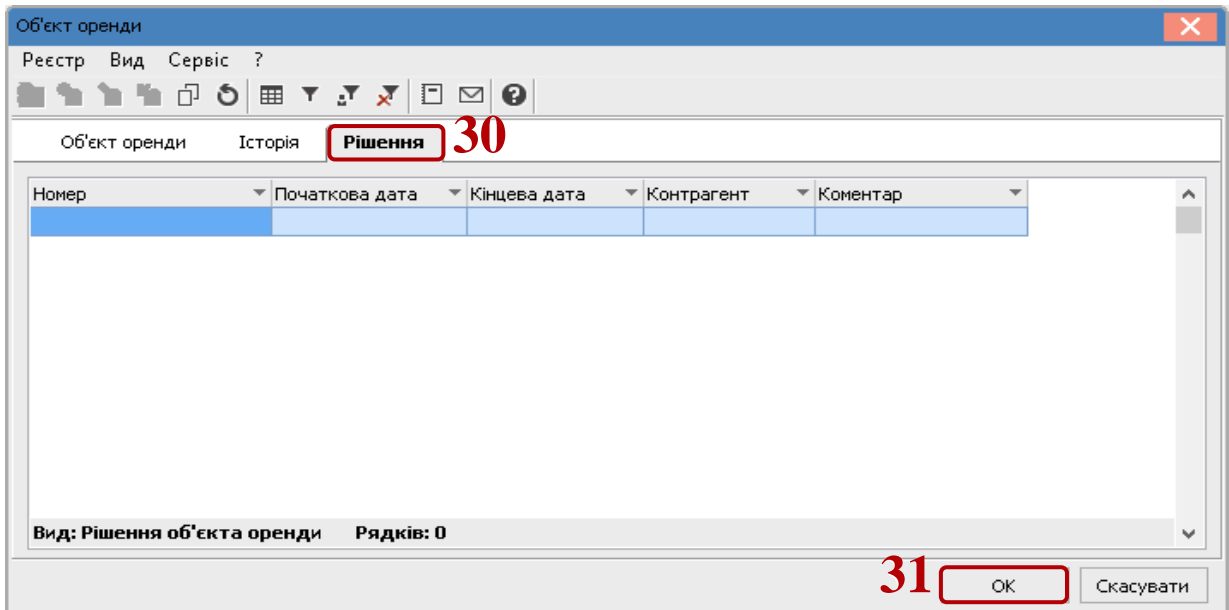 Об'єкт оренди
Реєстр Вид Сервіс ?
Об'єкт оренди Історія Рішення 30
Номер Початкова дата Кінцева дата Контрагент Коментар
Вид: Рішення об'єкта оренди Рядків: 0
31 ОК Скасувати